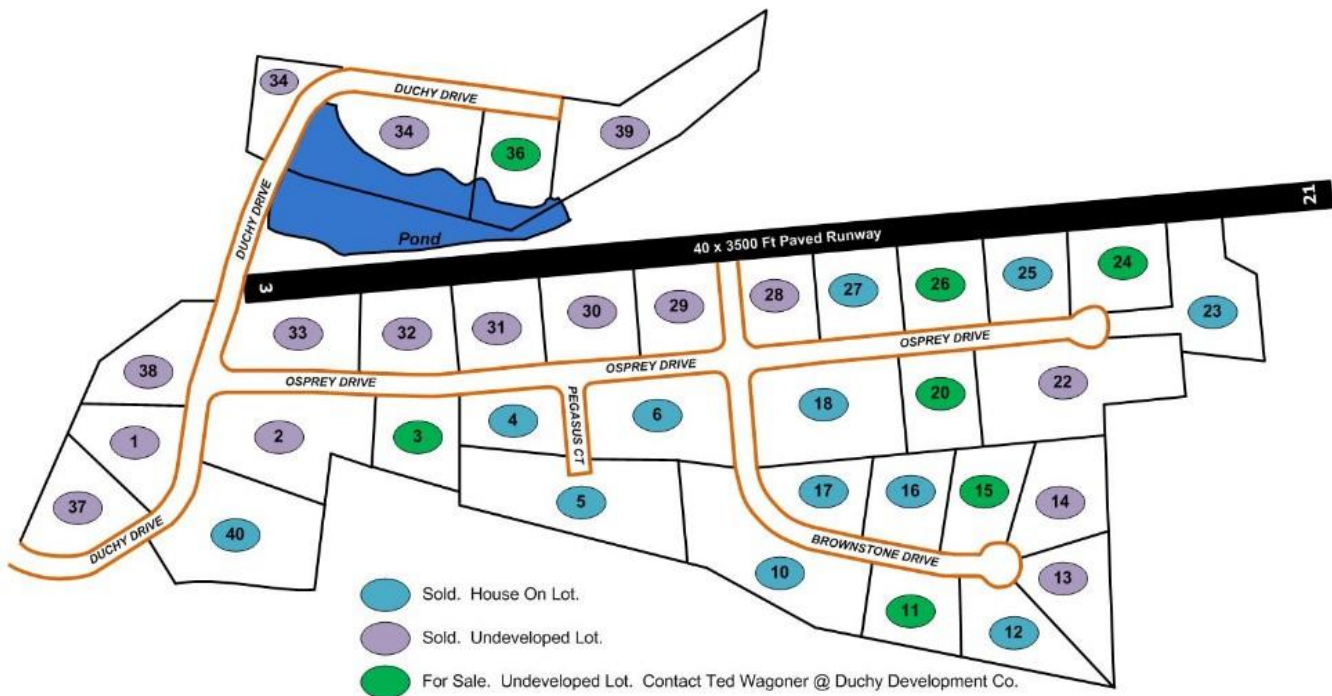 34
DUCHY DRIVE
34
36
39
DUCHY DRIVE
Pond
3
40 x 3500 Ft Paved Runway
21
33
32
31
30
29
28
27
26
25
24
23
38
OSPREY DRIVE
OSPREY DRIVE
OSPREY DRIVE
PEGASUS CT
1
2
3
4
6
18
20
22
37
DUCHY DRIVE
40
5
17
16
15
14
BROWNSTONE DRIVE
10
11
12
13
Sold. House On Lot.
Sold. Undeveloped Lot.
For Sale. Undeveloped Lot. Contact Ted Wagoner @ Duchy Development Co.